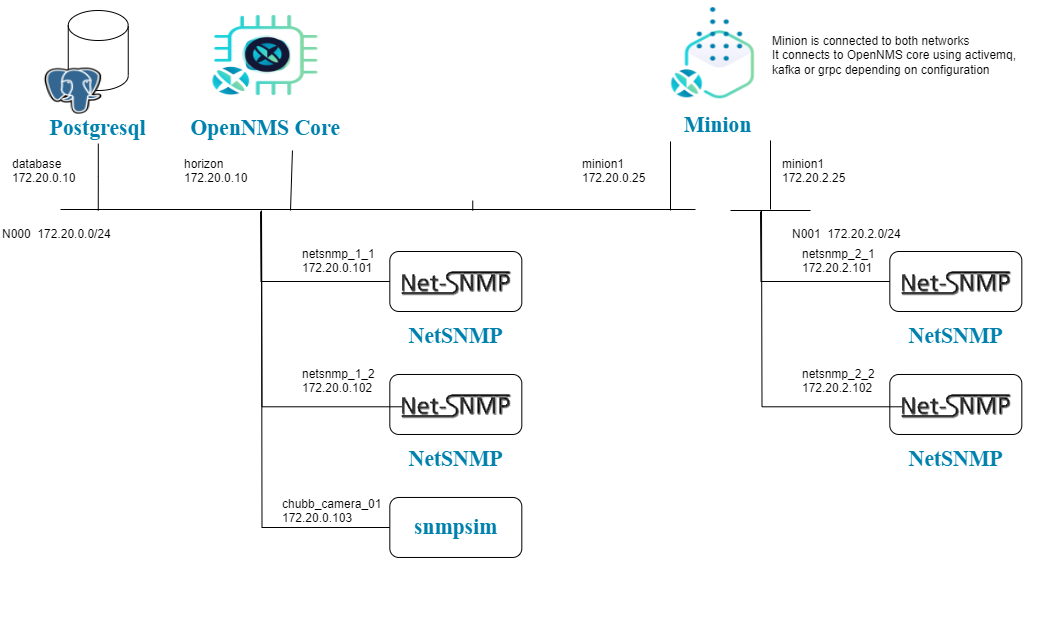 Minion is connected to both networks
It connects to OpenNMS core using activemq,
kafka or grpc depending on configuration
Postgresql
OpenNMS Core
Minion
database
172.20.0.10
horizon
172.20.0.10
minion1
172.20.0.25
minion1
172.20.2.25
N000 172.20.0.0/24
N001 172.20.2.0/24
netsnmp_1_1
172.20.0.101
Net-SNMP
NetSNMP
netsnmp_2_1
172.20.2.101
Net-SNMP
NetSNMP
netsnmp_1_2
172.20.0.102
Net-SNMP
NetSNMP
netsnmp_2_2
172.20.2.102
Net-SNMP
NetSNMP
chubb_camera_01
172.20.0.103
snmpsim